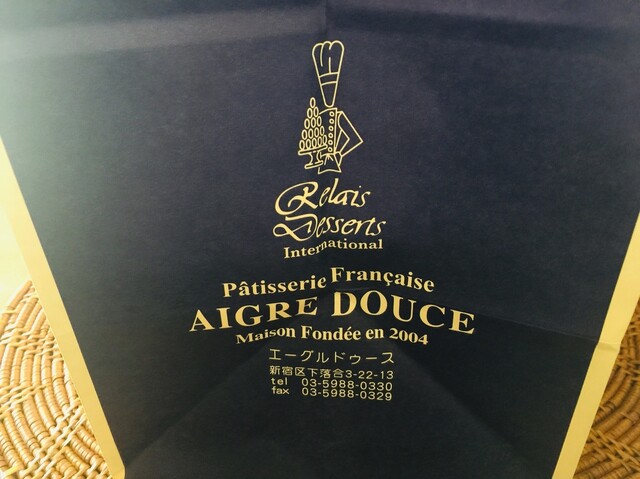 Relais
Desserts
International
Pâtisserie Française
AIGRE DOUCE
Maison Fondée en 2004
エーグルドゥース
新宿区下落合3-22-13
tel 03-5988-0330
fax 03-5988-0329